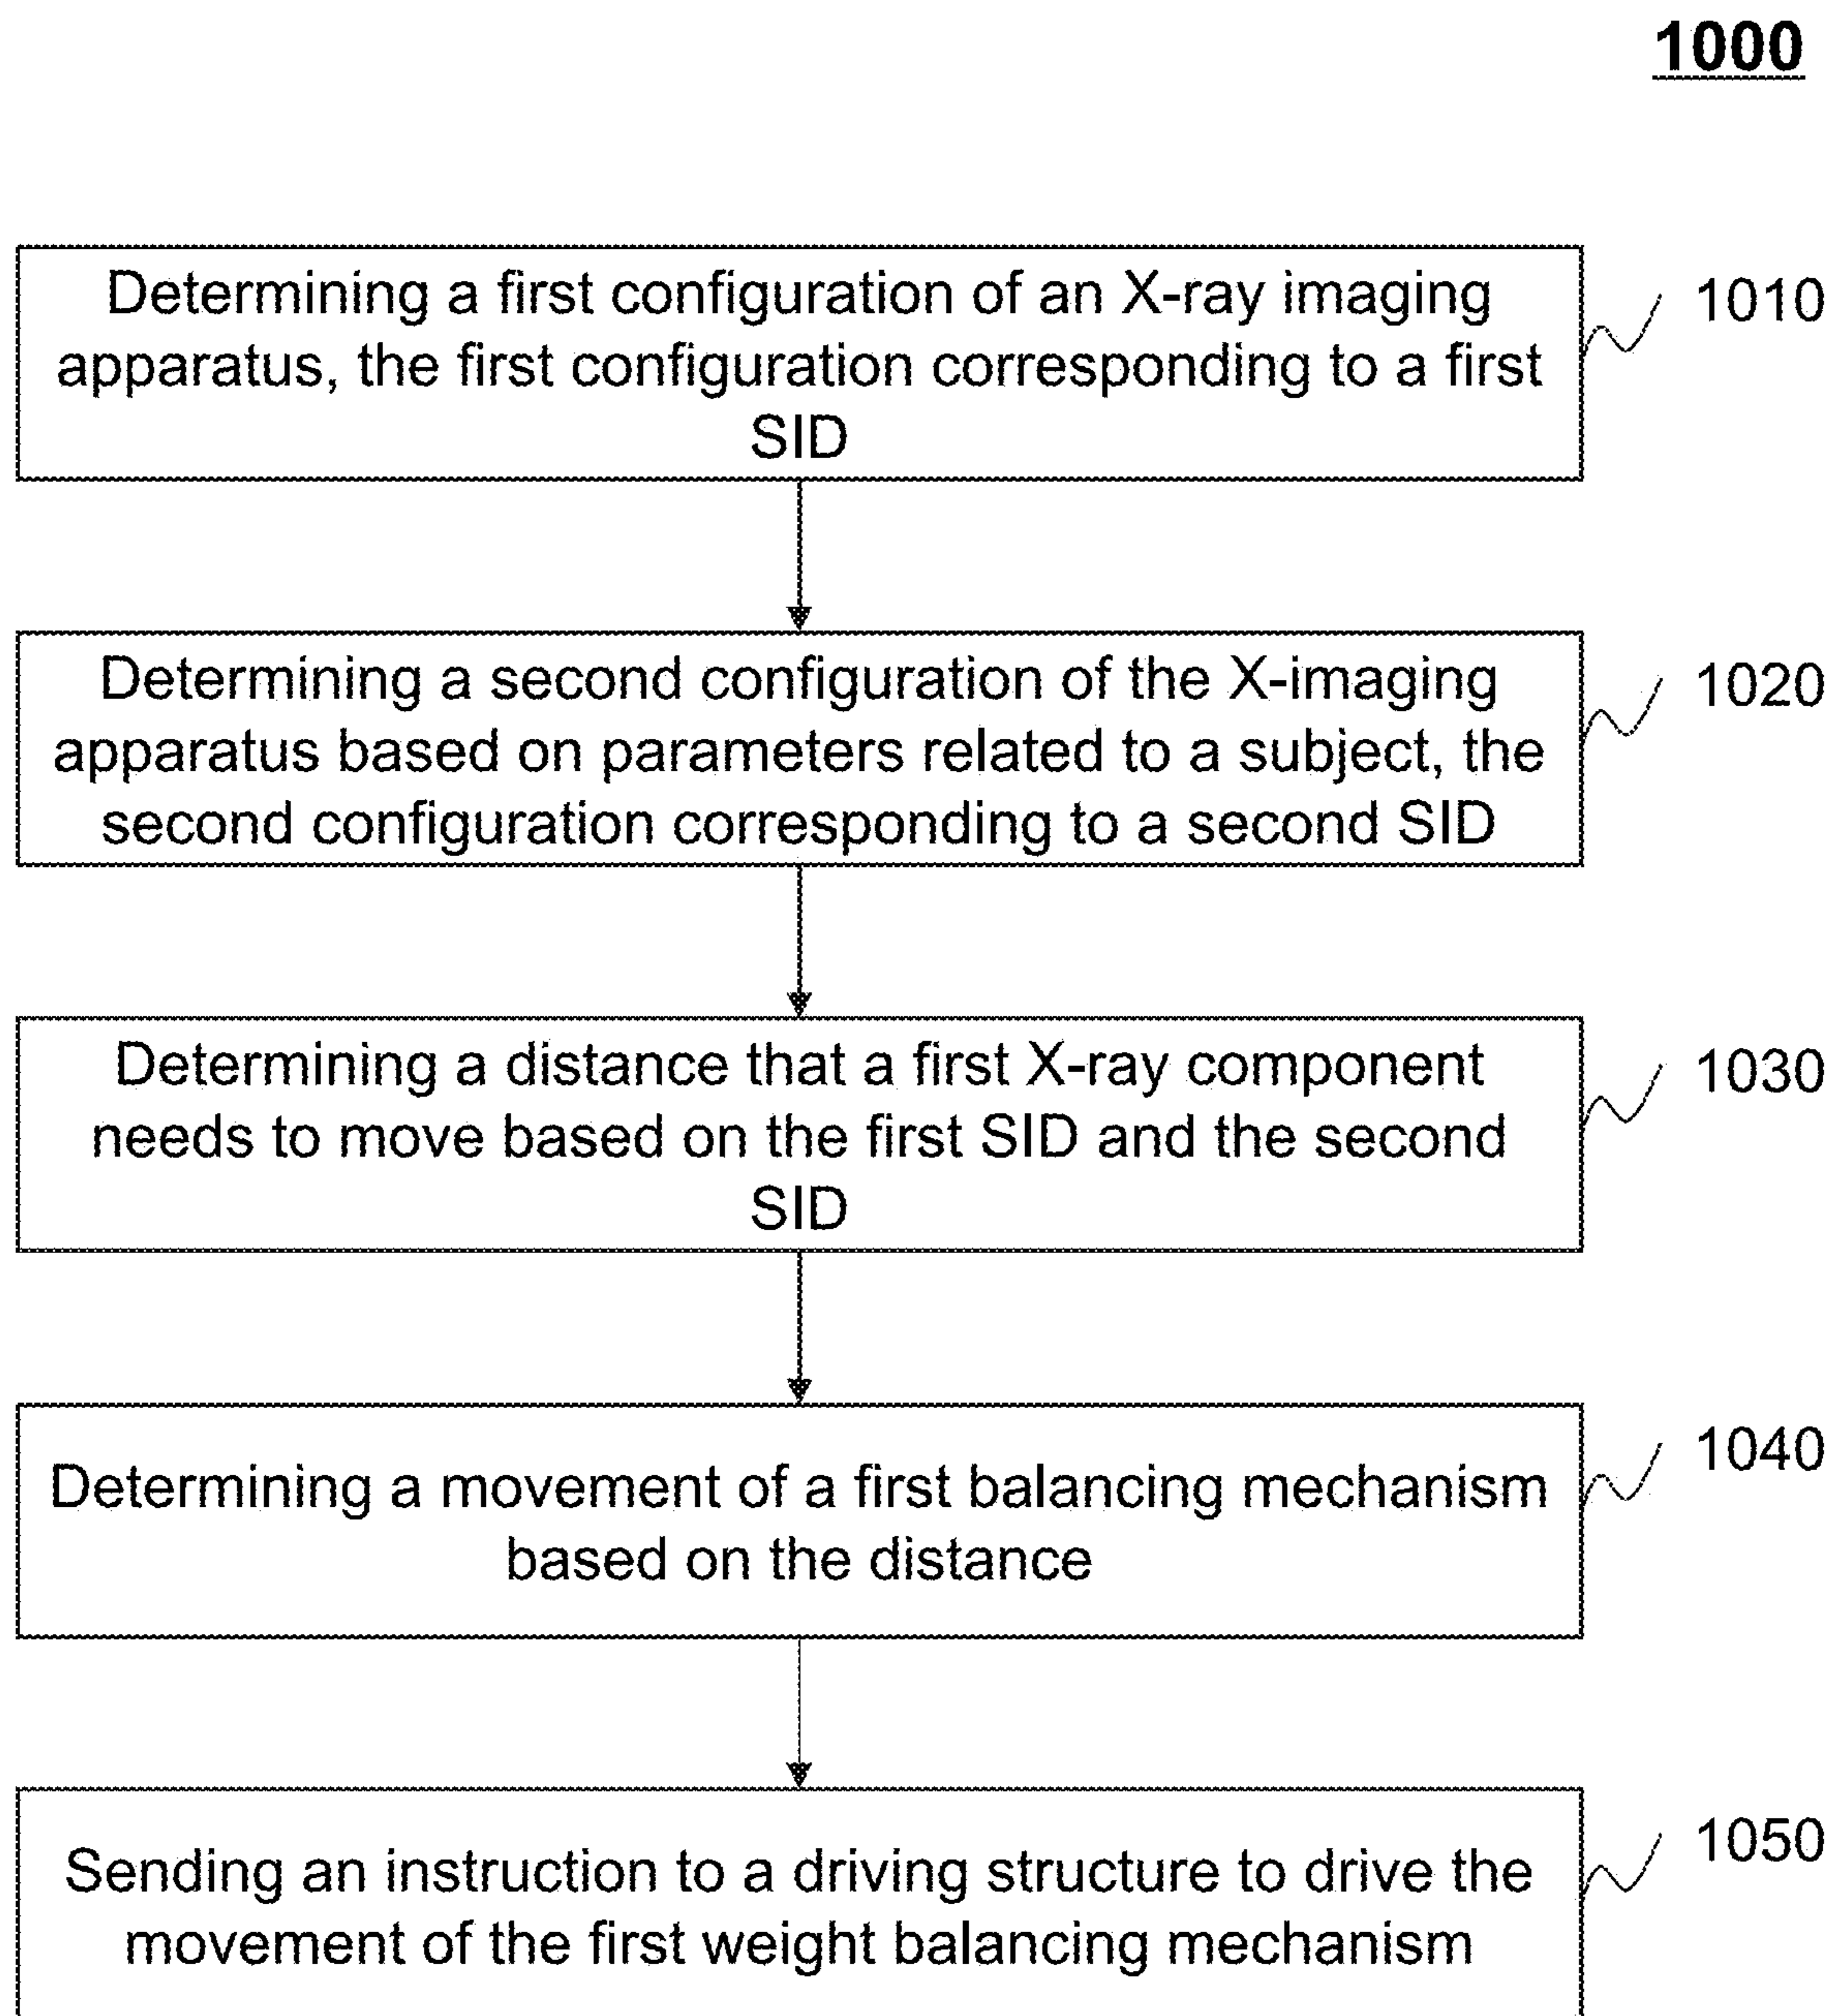 1000
Determining a first configuration of an X-ray imaging
apparatus, the first configuration corresponding to a first
SID
1010
Determining a second configuration of the X-imaging
apparatus based on parameters related to a subject, the
second configuration corresponding to a second SID
1020
Determining a distance that a first X-ray component
needs to move based on the first SID and the second
SID
1030
Determining a movement of a first balancing mechanism
based on the distance
1040
Sending an instruction to a driving structure to drive the
movement of the first weight balancing mechanism
1050